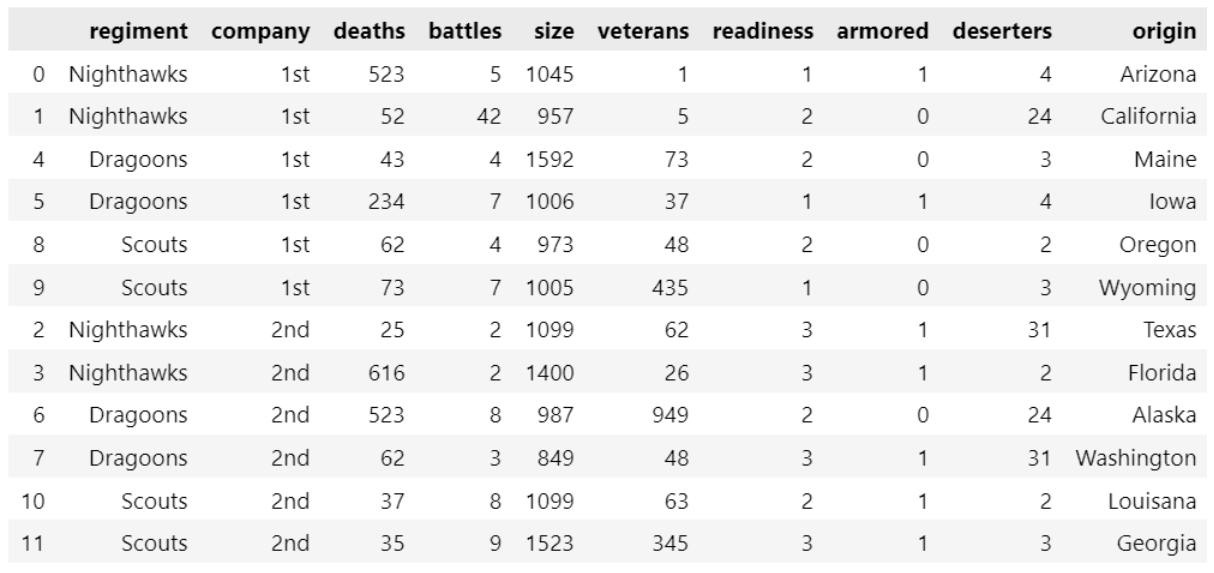 regiment company deaths battles size veterans readiness armored deserters origin
0 Nighthawks 1st 523 5 1045 1 1 1 4 Arizona
1 Nighthawks 1st 52 42 957 5 2 0 24 California
4 Dragoons 1st 43 4 1592 73 2 0 3 Maine
5 Dragoons 1st 234 7 1006 37 1 1 4 Iowa
8 Scouts 1st 62 4 973 48 2 0 2 Oregon
9 Scouts 1st 73 7 1005 435 1 0 3 Wyoming
2 Nighthawks 2nd 25 2 1099 62 3 1 31 Texas
3 Nighthawks 2nd 616 2 1400 26 3 1 2 Florida
6 Dragoons 2nd 523 8 987 949 2 0 24 Alaska
7 Dragoons 2nd 62 3 849 48 3 1 31 Washington
10 Scouts 2nd 37 8 1099 63 2 1 2 Louisana
11 Scouts 2nd 35 9 1523 345 3 1 3 Georgia